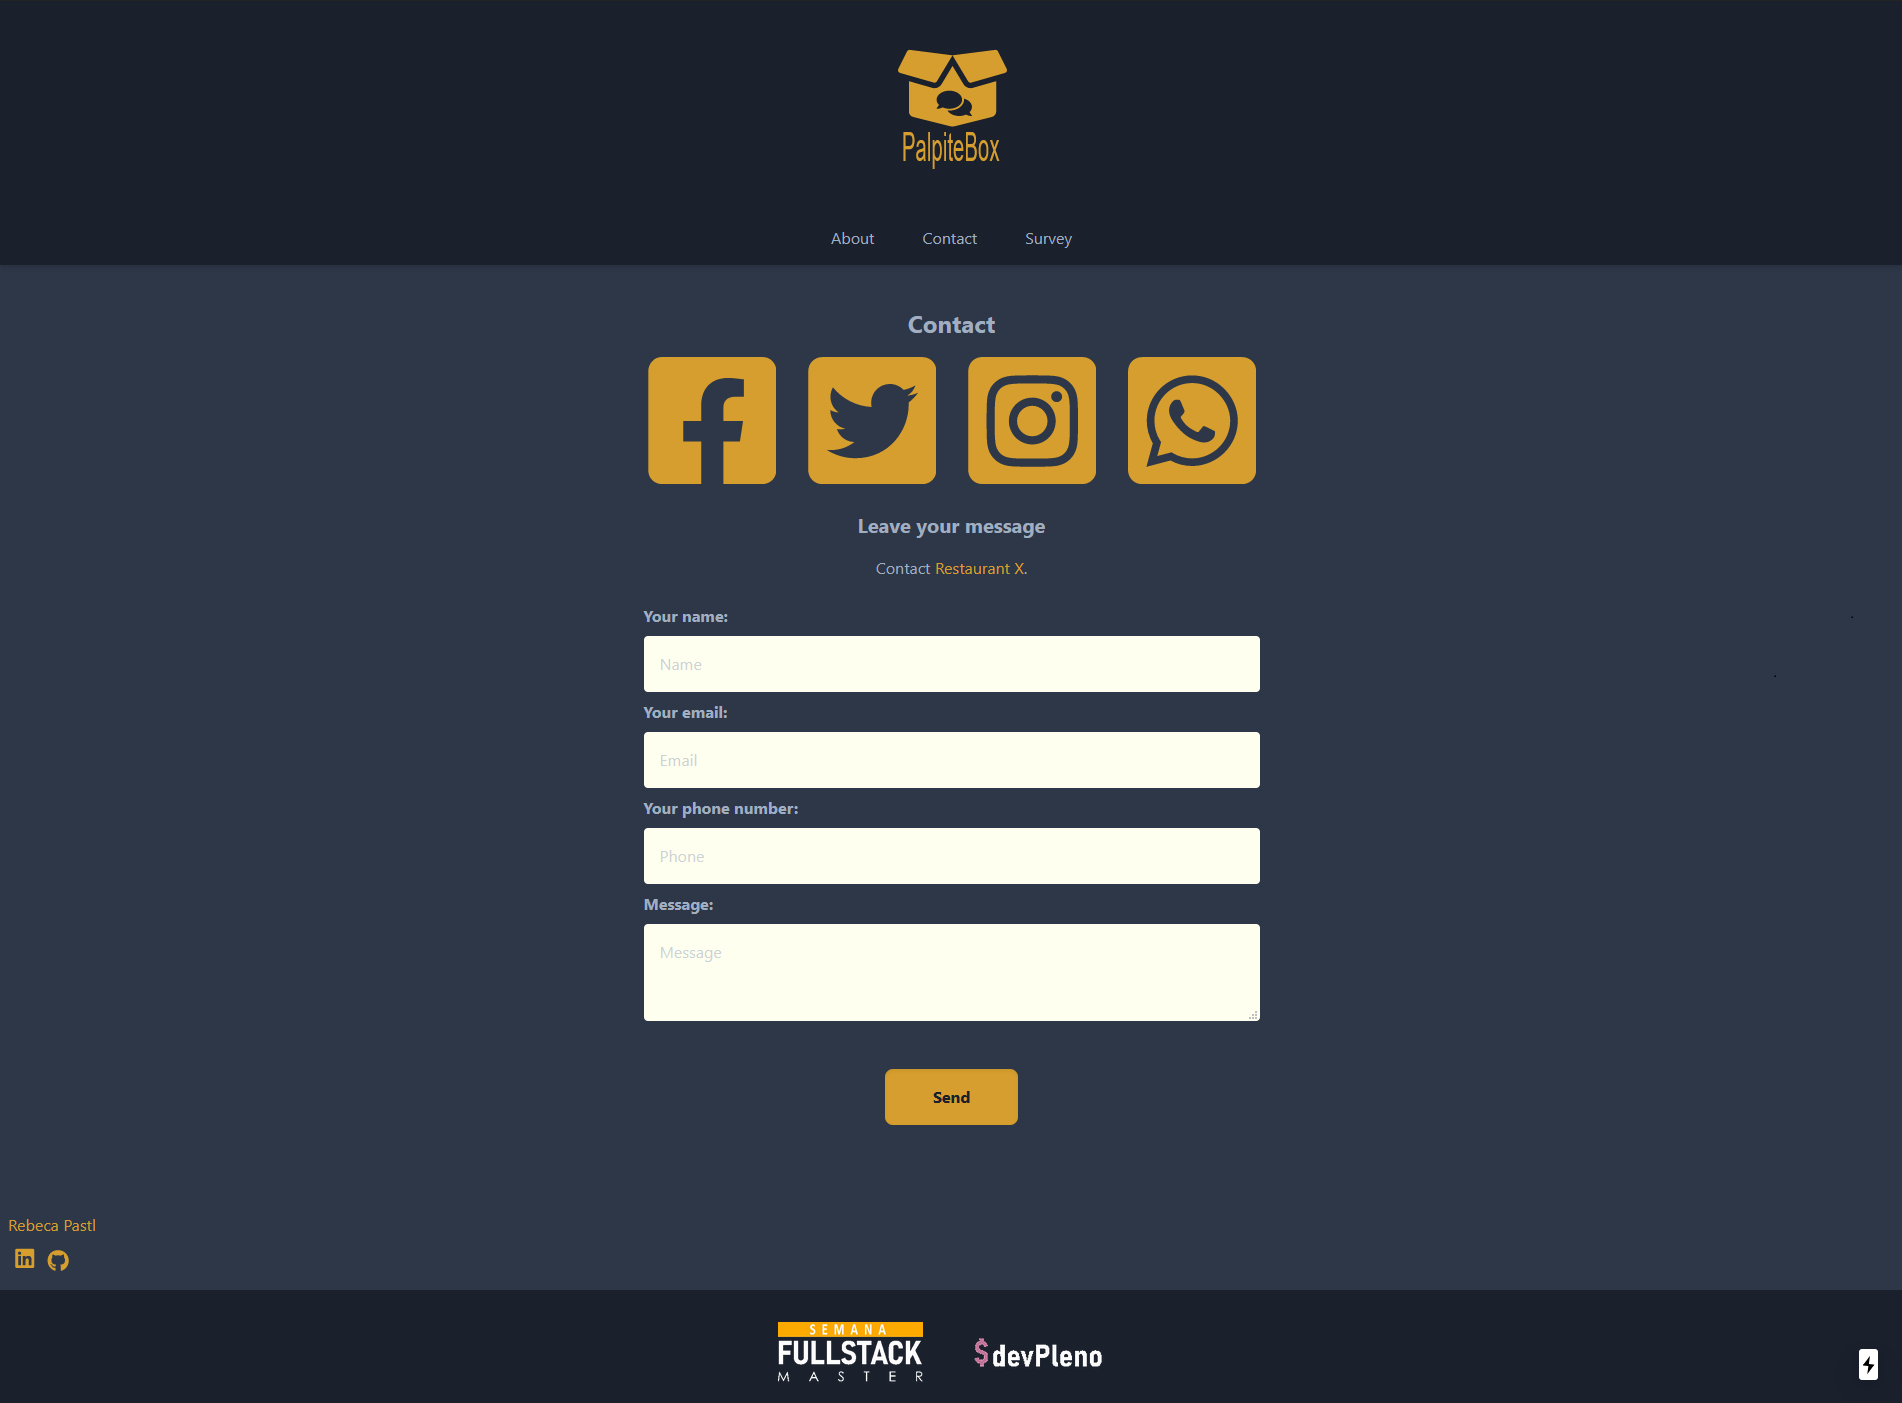 PalpiteBox
About Contact Survey
Contact
Leave your message
Contact Restaurant X.
Your name:
Name
Your email:
Email
Your phone number:
Phone
Message:
Message
Send
Rebeca Pastl
SEMANA
FULLSTACK
MASTER
$devPleno